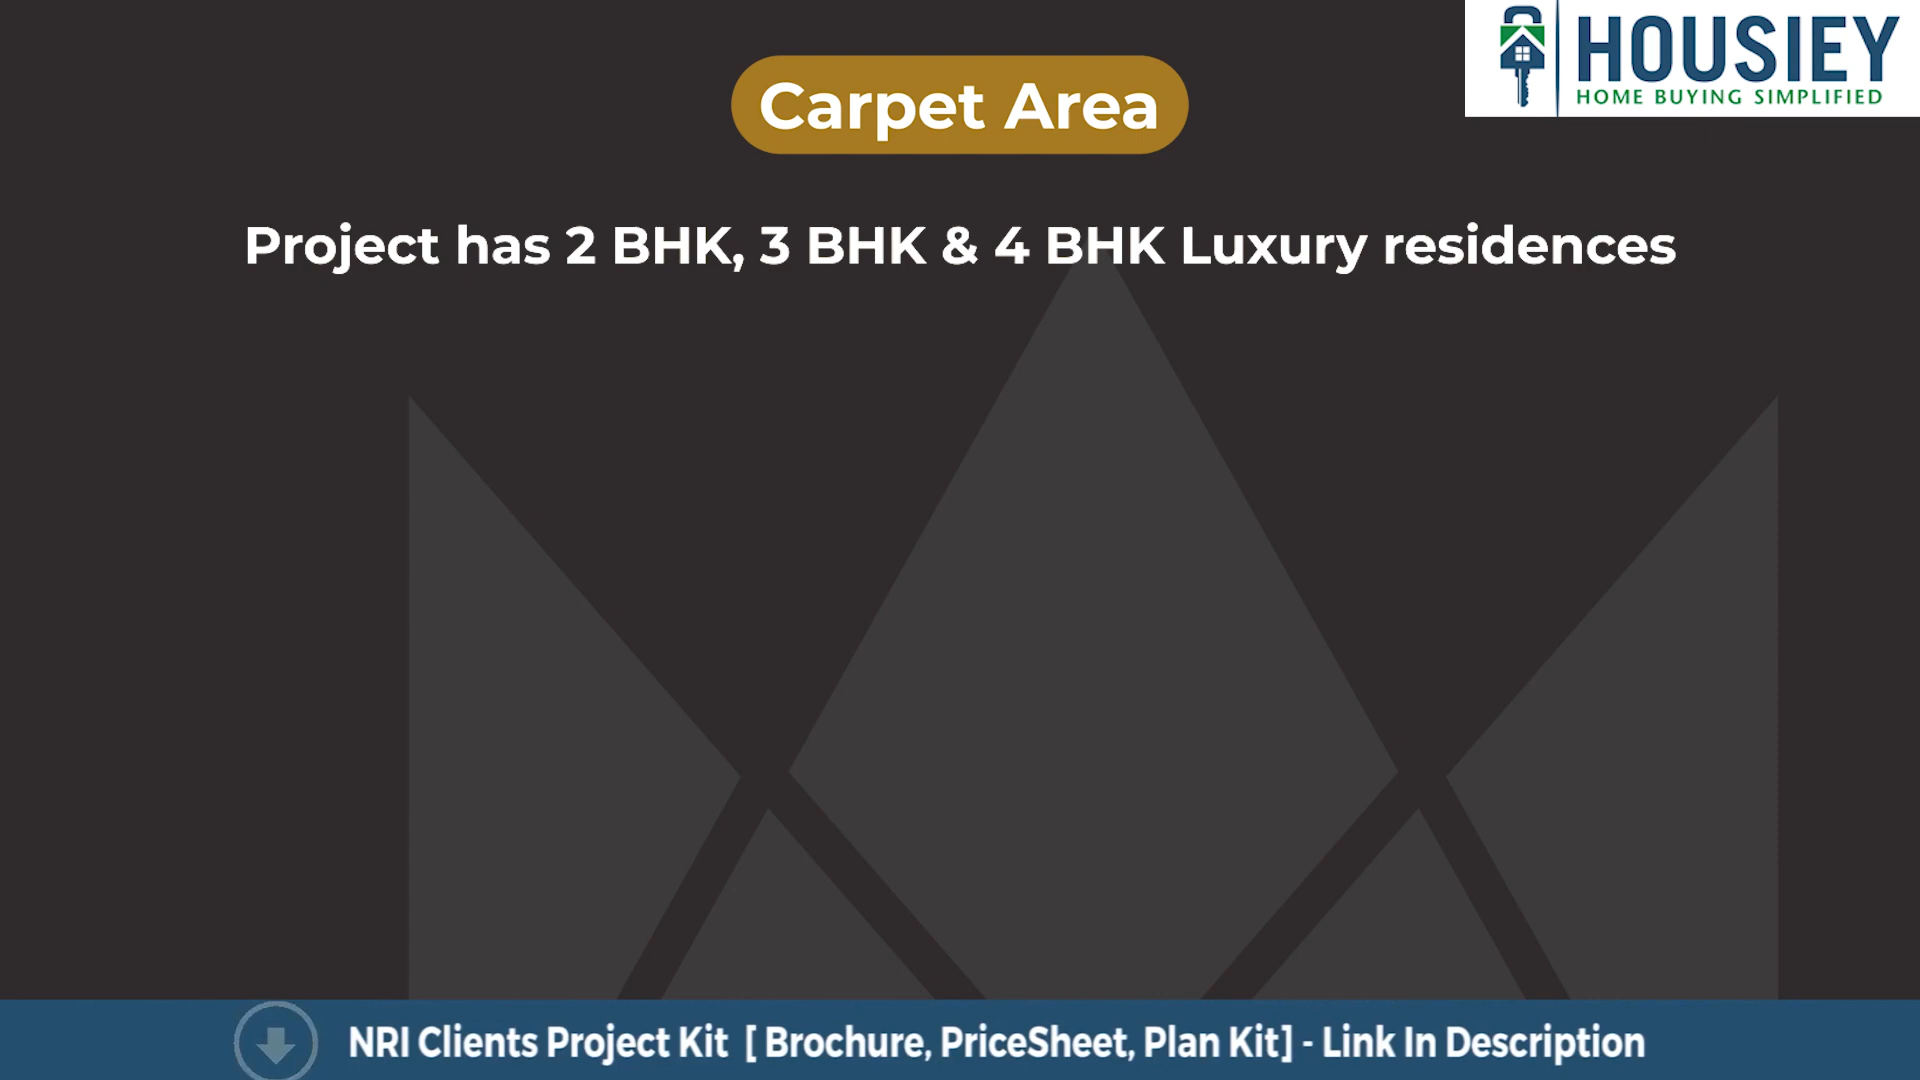 HOUSIEY
HOME BUYING SIMPLIFIED
Carpet Area
Project has 2 BHK, 3 BHK & 4 BHK Luxury residences
NRI Clients Project Kit [ Brochure, PriceSheet, Plan Kit] - Link In Description